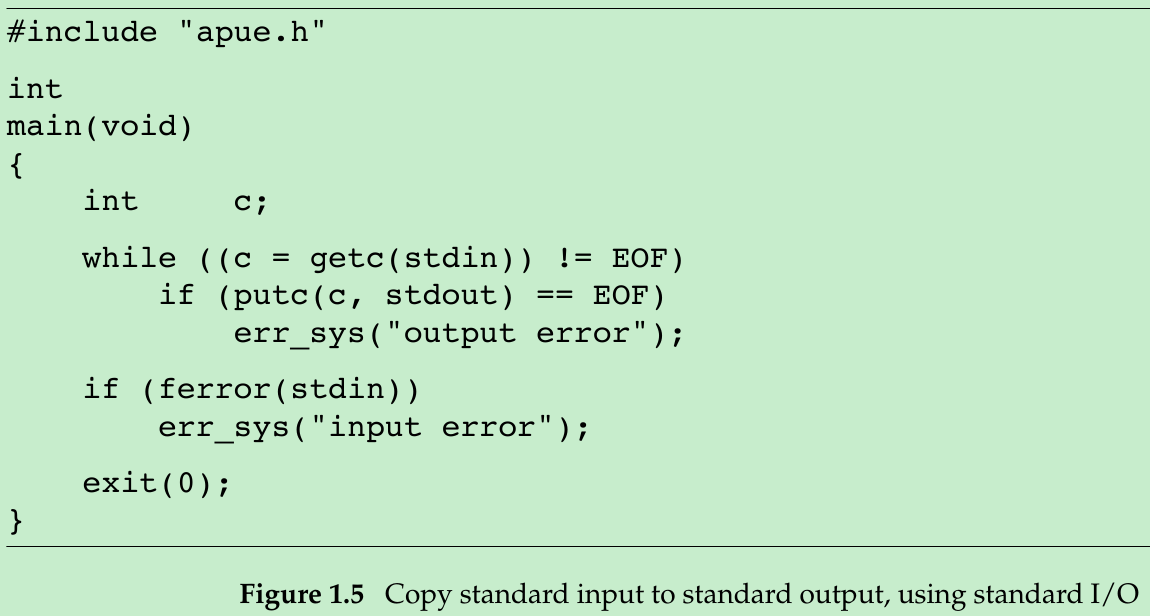 #include "apue.h"
int
main(void)
{
    int     c;
    while ((c = getc(stdin)) != EOF)
        if (putc(c, stdout) == EOF)
            err_sys("output error");
    if (ferror(stdin))
        err_sys("input error");
    exit(0);
}
Figure 1.5 Copy standard input to standard output, using standard I/O